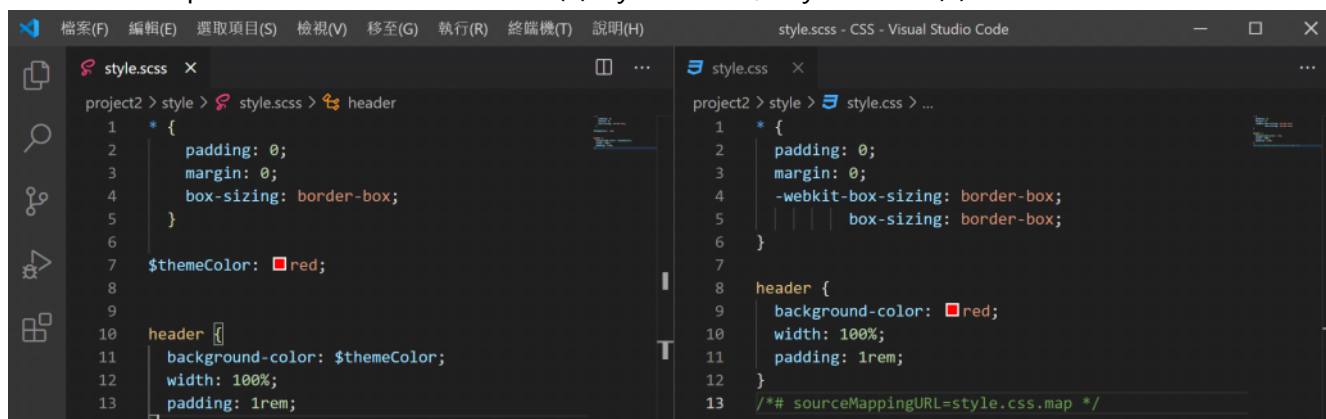 檔案(F) 編輯(E) 選取項目(S) 檢視(V) 移至(G) 執行(R) 終端機(T) 說明(H) style.scss - CSS - Visual Studio Code
style.scss
project2 > style > style.scss > header
1 * {
2 padding: 0;
3 margin: 0;
4 box-sizing: border-box;
5 }
6
7 $themeColor: red;
8
9
10 header {
11 background-color: $themeColor;
12 width: 100%;
13 padding: 1rem;
style.css
project2 > style > style.css > ...
1 * {
2 padding: 0;
3 margin: 0;
4 -webkit-box-sizing: border-box;
5 box-sizing: border-box;
6 }
7
8 header {
9 background-color: red;
10 width: 100%;
11 padding: 1rem;
12 }
13 /*# sourceMappingURL=style.css.map */